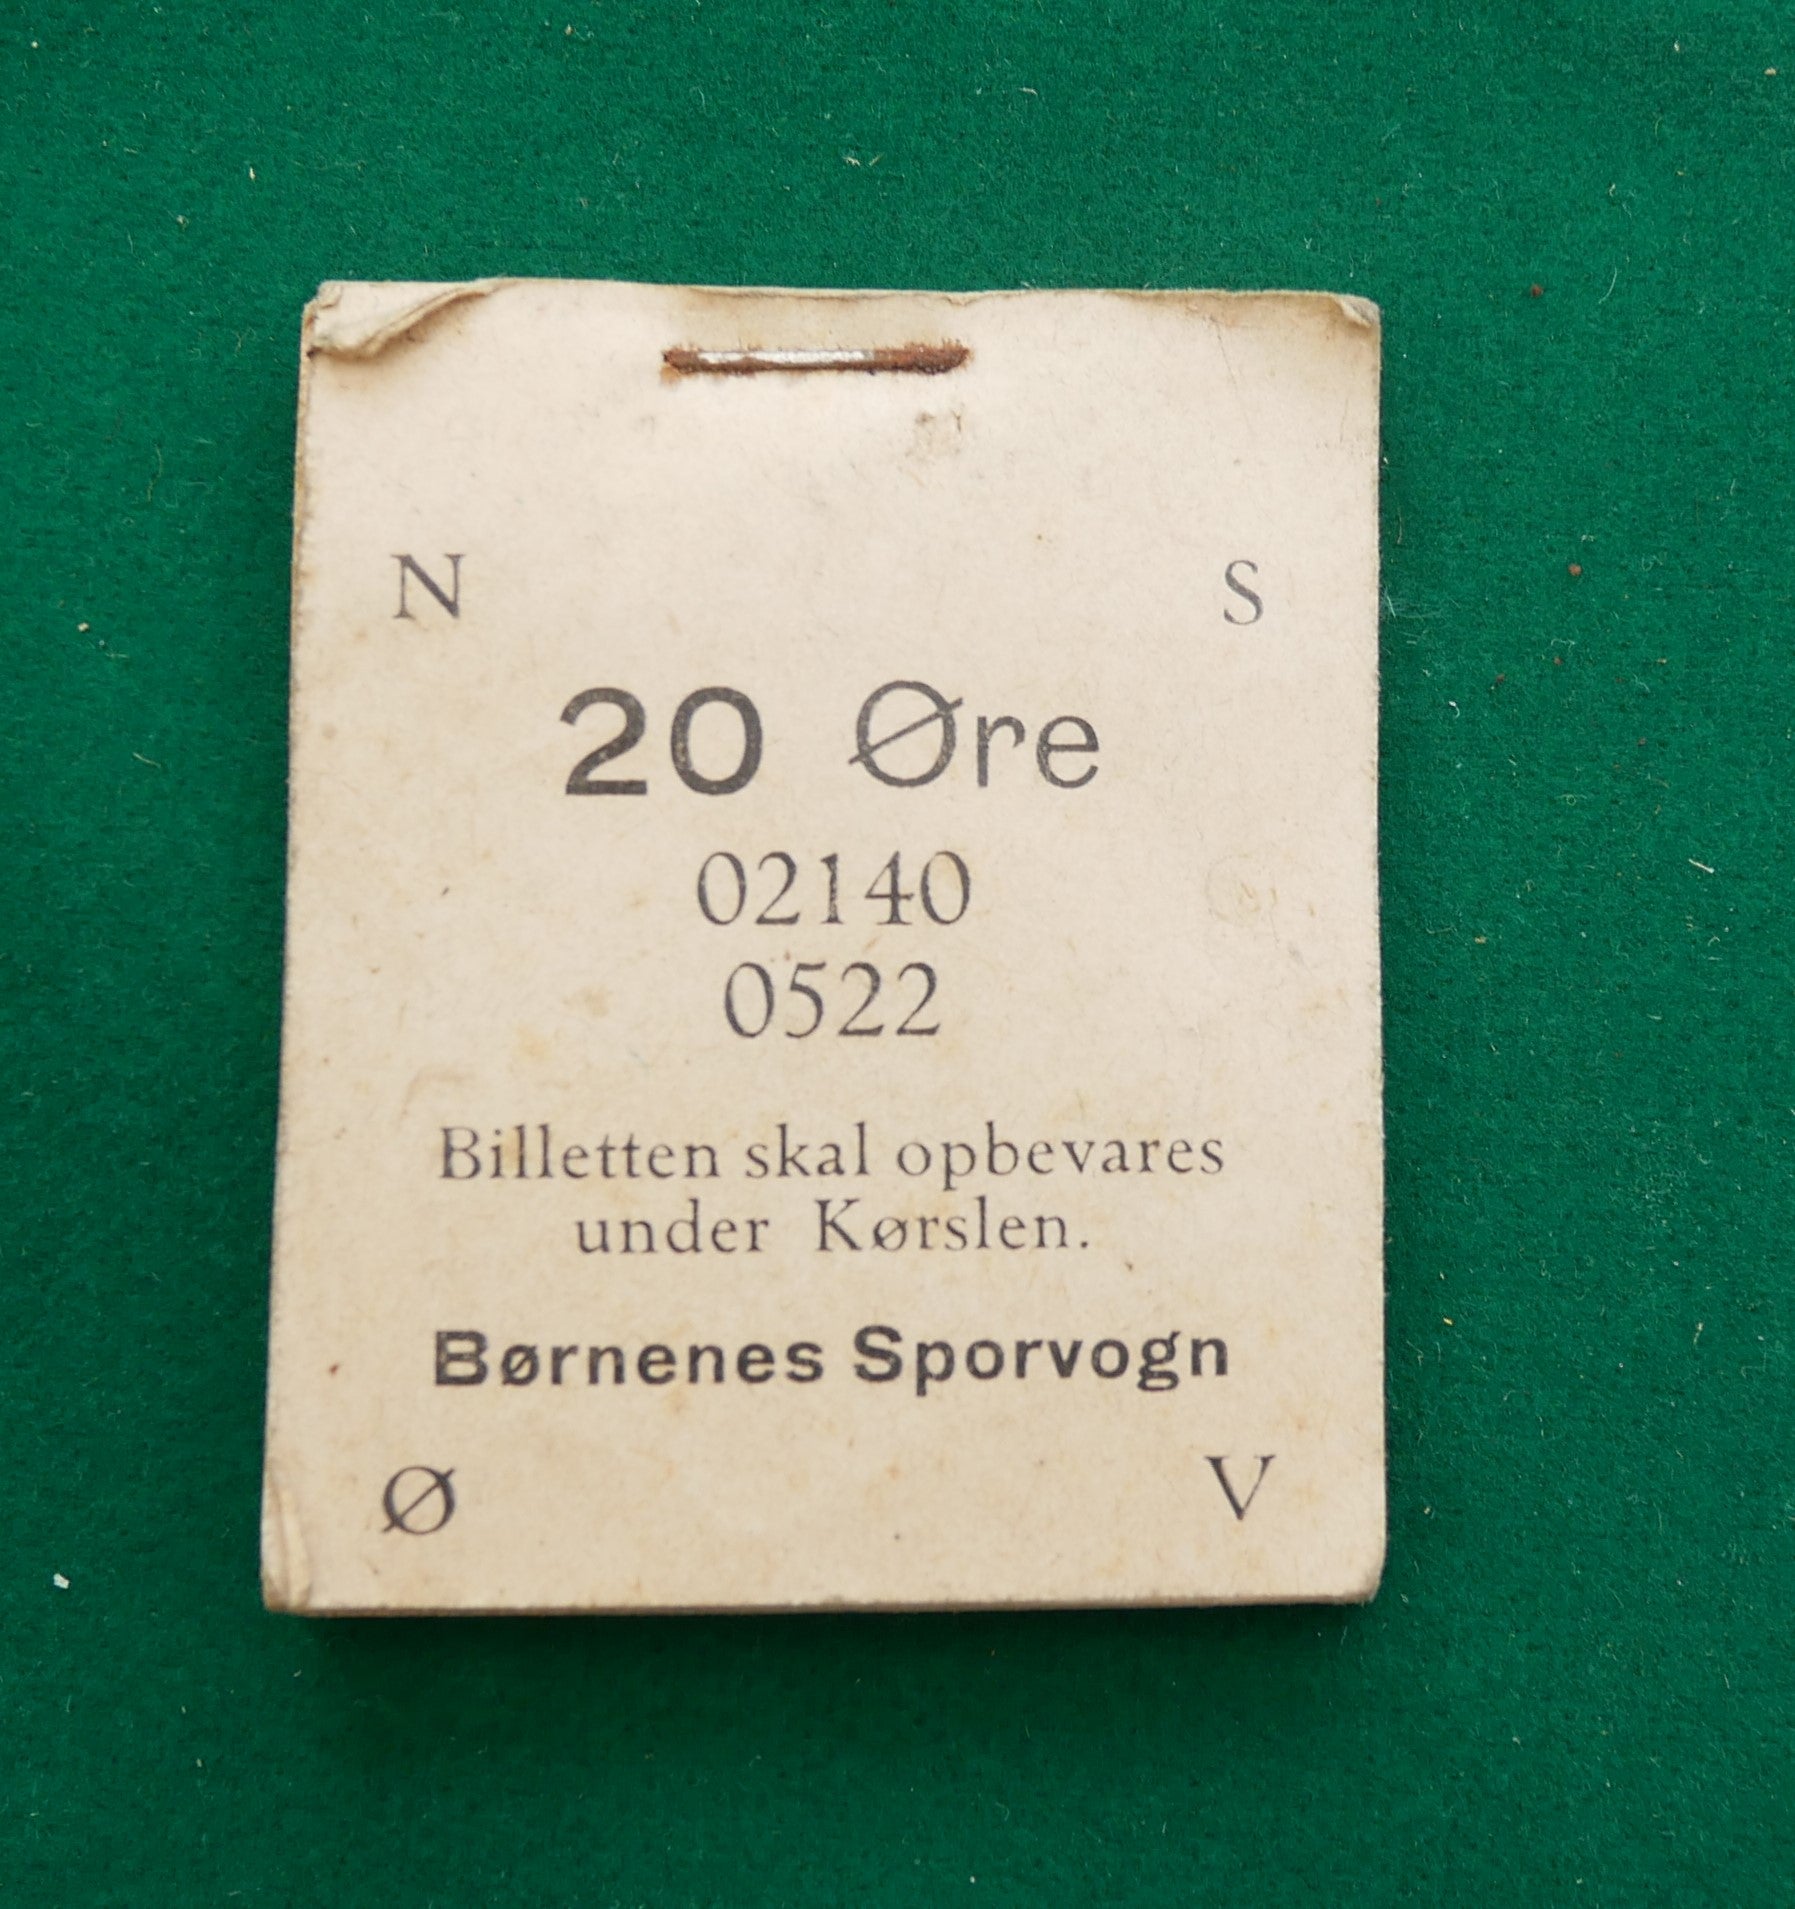 N S
20 Øre
02140
0522
Billetten skal opbevares
under Kørslen.
Børnenes Sporvogn
Ø V